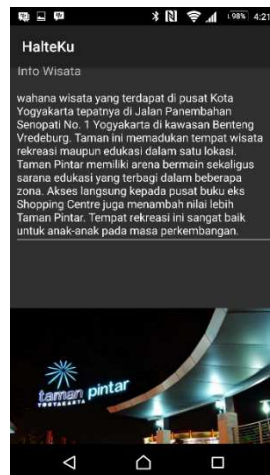 98% 4:21
HalteKu
Info Wisata
wahana wisata yang terdapat di pusat Kota
Yogyakarta tepatnya di Jalan Panembahan
Senopati No. 1 Yogyakarta di kawasan Benteng
Vredeburg. Taman ini memadukan tempat wisata
rekreasi maupun edukasi dalam satu lokasi.
Taman Pintar memiliki arena bermain sekaligus
sarana edukasi yang terbagi dalam beberapa
zona. Akses langsung kepada pusat buku eks
Shopping Centre juga menambah nilai lebih
Taman Pintar. Tempat rekreasi ini sangat baik
untuk anak-anak pada masa perkembangan.
taman pintar
YOGYAKARTA